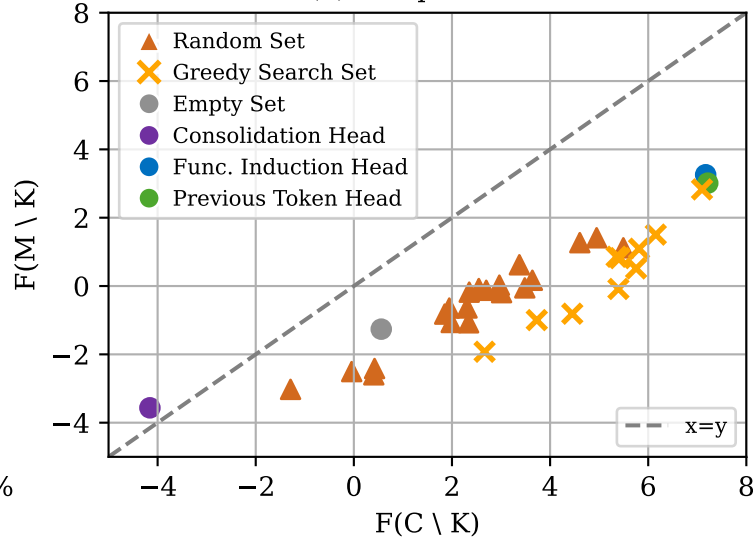 8
6
4
2
0
−2
−4
F(M \ K)
Random Set
Greedy Search Set
Empty Set
Consolidation Head
Func. Induction Head
Previous Token Head
x=y
%
−4 −2 0 2 4 6 8
F(C \ K)